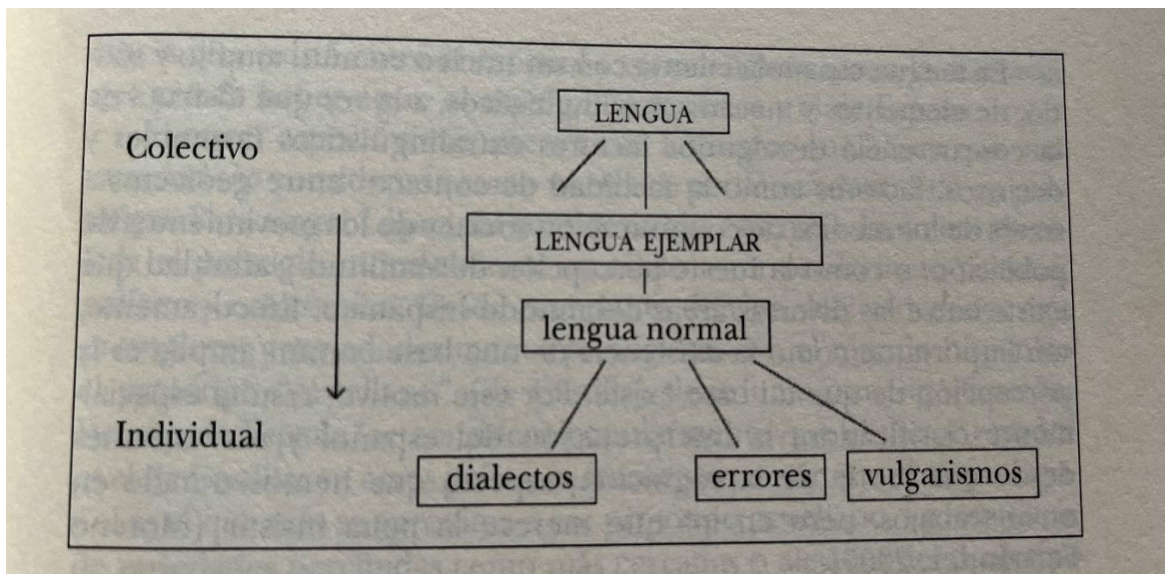 LENGUA
Colectivo
LENGUA EJEMPLAR
lengua normal
Individual
dialectos errores vulgarismos